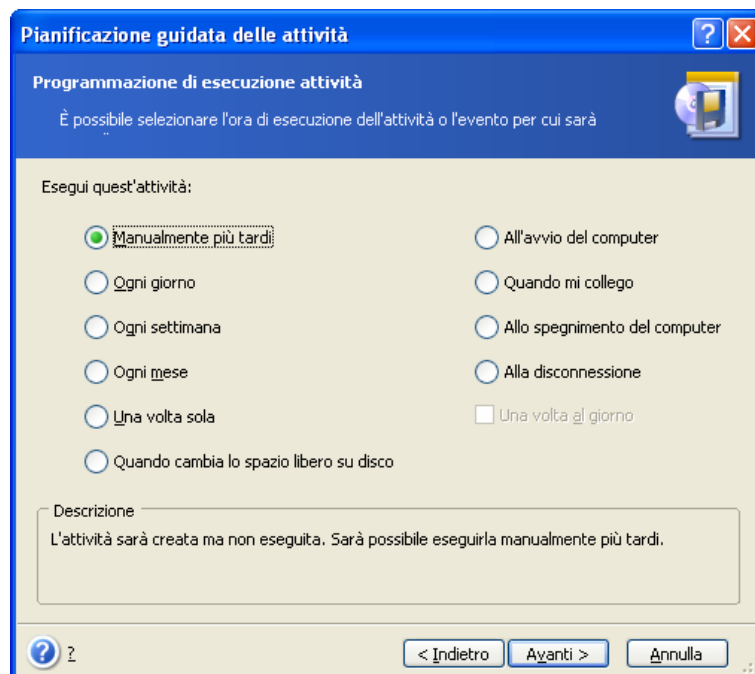 Pianificazione guidata delle attività
Programmazione di esecuzione attività
È possibile selezionare l'ora di esecuzione dell'attività o l'evento per cui sarà
Esegui quest'attività:
Manualmente più tardi
Ogni giorno
Ogni settimana
Ogni mese
Una volta sola
Quando cambia lo spazio libero su disco
All'avvio del computer
Quando mi collego
Allo spegnimento del computer
Alla disconnessione
Una volta al giorno
Descrizione
L'attività sarà creata ma non eseguita. Sarà possibile eseguirla manualmente più tardi.
? ?
< Indietro
Avanti >
Annulla